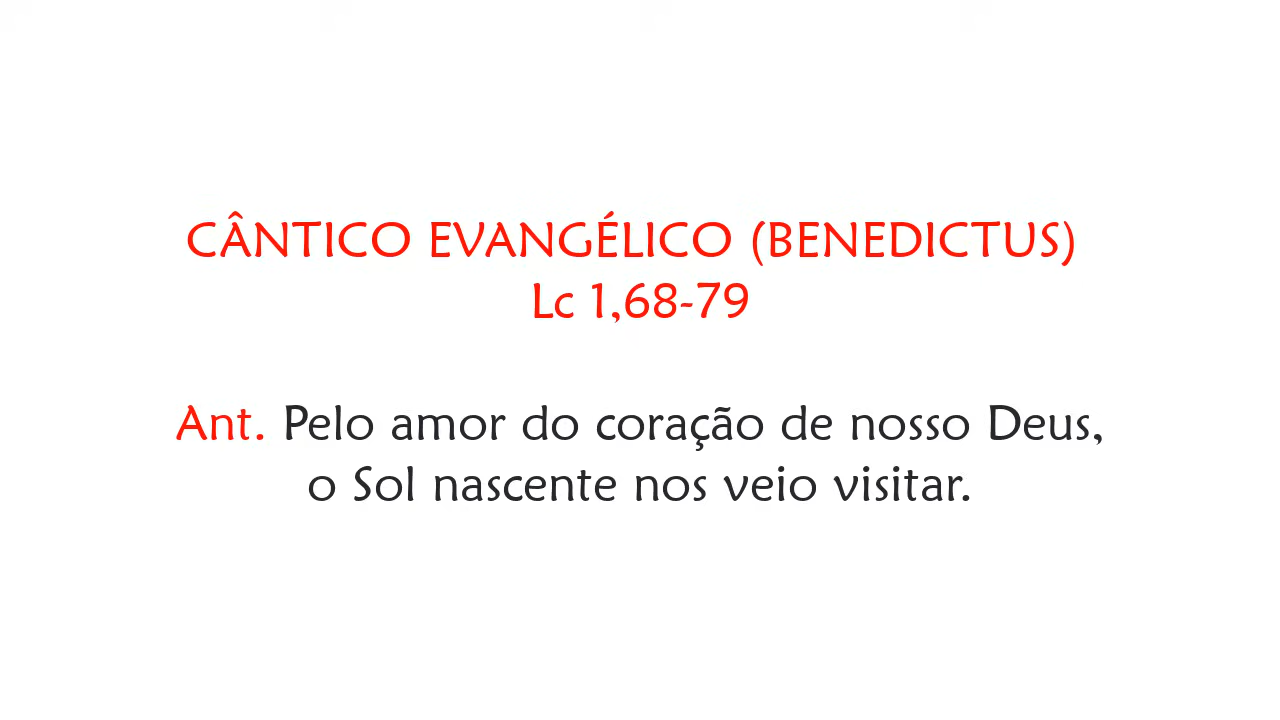 CÂNTICO EVANGÉLICO (BENEDICTUS)
Lc 1,68-79
Ant. Pelo amor do coração de nosso Deus,
o Sol nascente nos veio visitar.